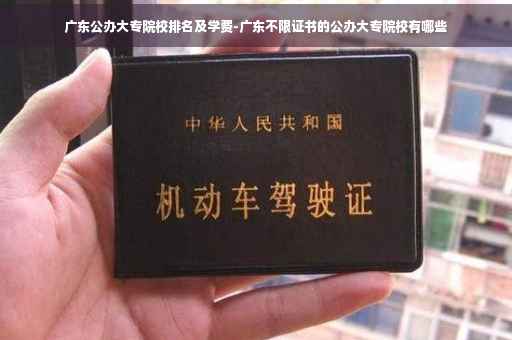 广东公办大专院校排名及学费-广东不限证书的公办大专院校有哪些
中华人民共和国
机动车驾驶证